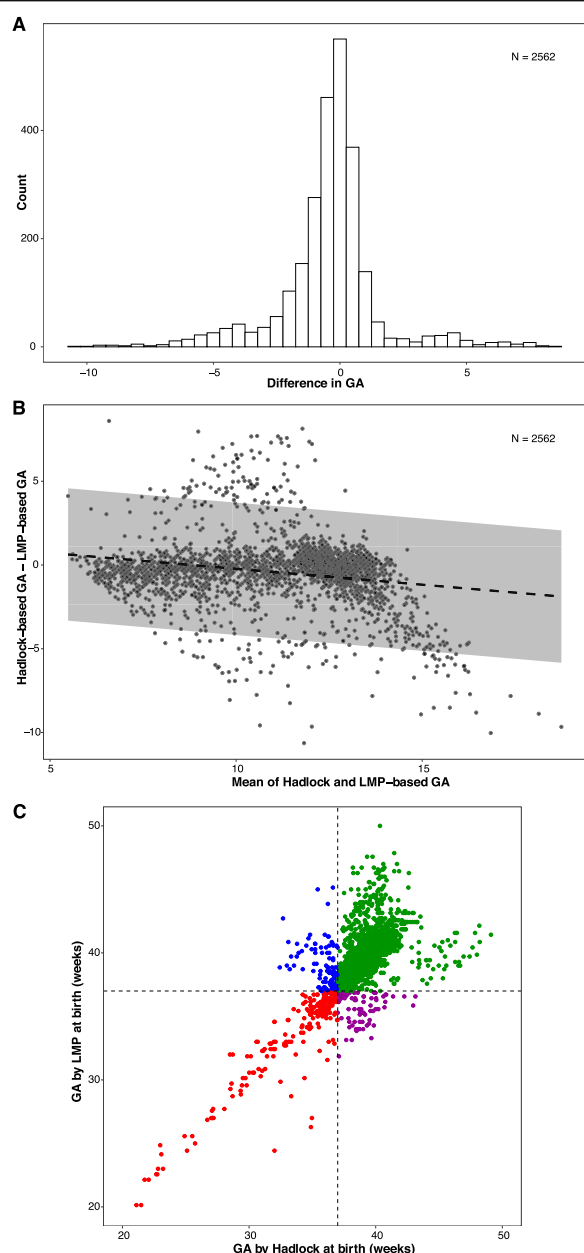 A
N = 2562
Count
400
200
0
−10
−5
0
5
Difference in GA
B
N = 2562
Hadlock−based GA − LMP−based GA
5
0
−5
−10
5
10
15
Mean of Hadlock and LMP−based GA
C
GA by LMP at birth (weeks)
50
40
30
20
20
30
40
50
GA by Hadlock at birth (weeks)